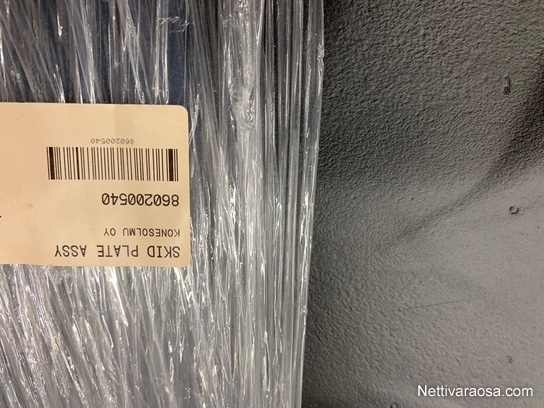 SKID PLATE ASSY
KONESOLMU OY
860200540
860200540
Nettivaraosa.com